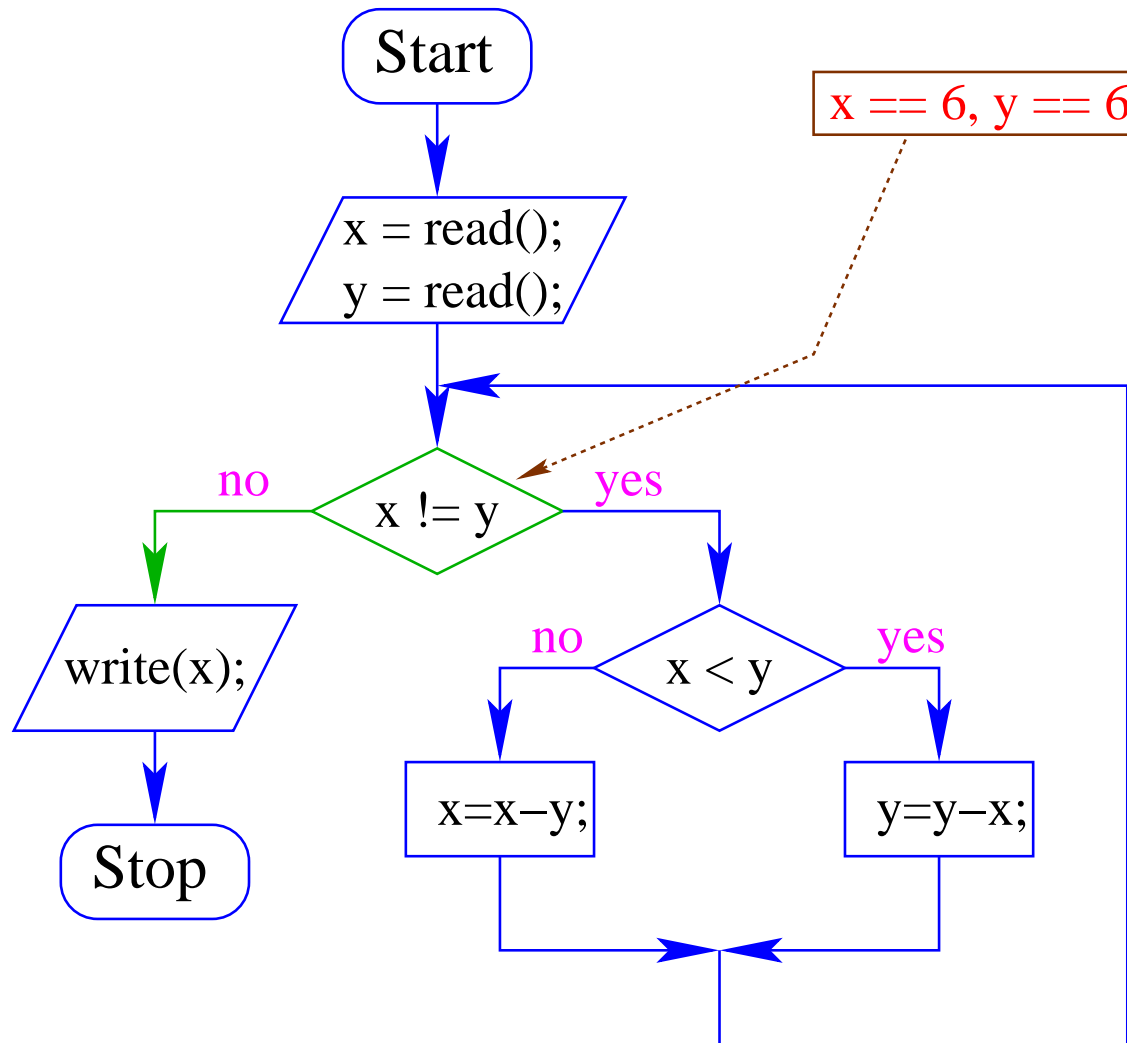 Start
x == 6, y == 6
x = read();
y = read();
no
yes
x != y
no
yes
write(x);
x < y
x=x−y;
y=y−x;
Stop